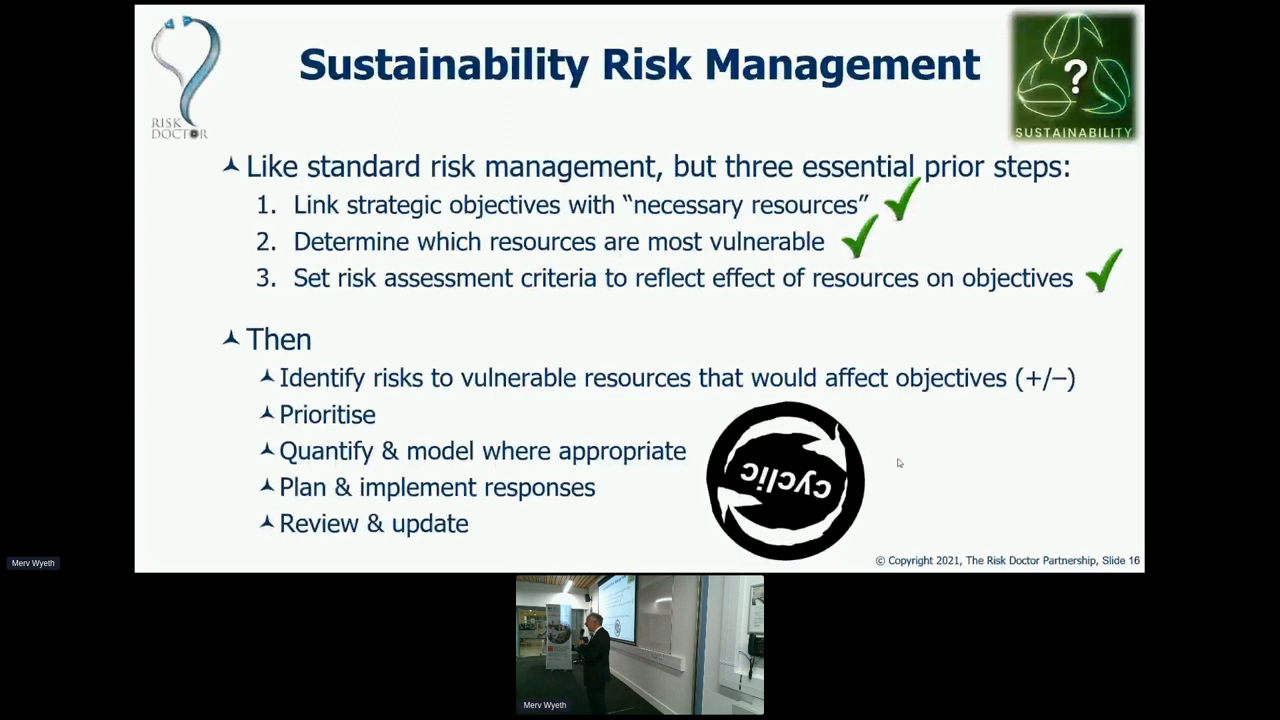 Sustainability Risk Management
RISK
DOCTOR
?
SUSTAINABILITY
Like standard risk management, but three essential prior steps:
1. Link strategic objectives with “necessary resources”
2. Determine which resources are most vulnerable
3. Set risk assessment criteria to reflect effect of resources on objectives
Then
Identify risks to vulnerable resources that would affect objectives (+/–)
Prioritise
Quantify & model where appropriate
Plan & implement responses
Review & update
cyclic
© Copyright 2021, The Risk Doctor Partnership, Slide 16
Merv Wyeth
Merv Wyeth